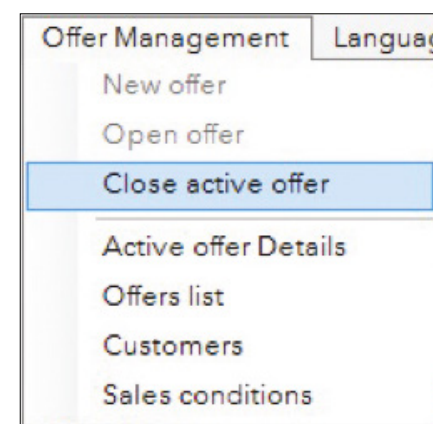 Offer Management
New offer
Open offer
Close active offer
Active offer Details
Offers list
Customers
Sales conditions